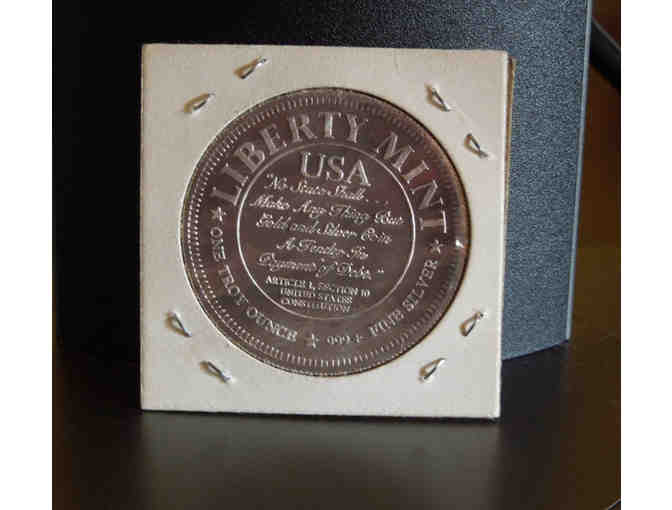 LIBERTY MINT
USA
"No State Shall . . .
Make Any Thing But
Gold and Silver Coin
A Tender In
Payment of Debts."
ARTICLE 1, SECTION 10
UNITED STATES
CONSTITUTION
★ ONE TROY OUNCE ★ .999+ FINE SILVER ★